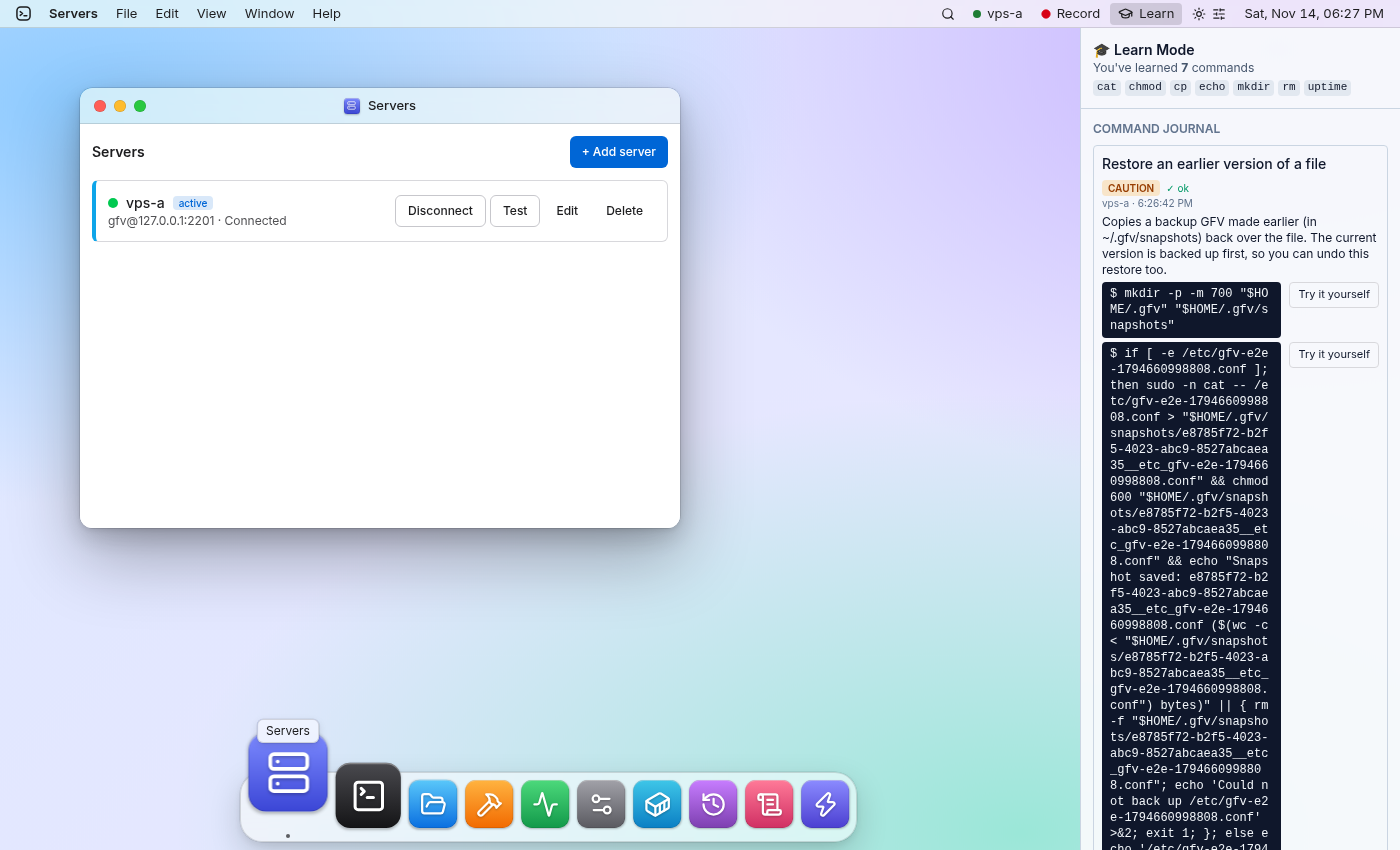 Servers File Edit View Window Help
vps-a Record Learn Sat, Nov 14, 06:27 PM
Servers
Servers
+ Add server
vps-a active
gfv@127.0.0.1:2201 · Connected
Disconnect Test Edit Delete
Servers
🎓 Learn Mode
You've learned 7 commands
cat chmod cp echo mkdir rm uptime
COMMAND JOURNAL
Restore an earlier version of a file
CAUTION ✓ ok
vps-a · 6:26:42 PM
Copies a backup GFV made earlier (in
~/.gfv/snapshots) back over the file. The current
version is backed up first, so you can undo this
restore too.
$ mkdir -p -m 700 "$HO
ME/.gfv" "$HOME/.gfv/s
napshots"
Try it yourself
$ if [ -e /etc/gfv-e2e
-1794660998808.conf ];
then sudo -n cat -- /e
tc/gfv-e2e-17946609988
08.conf > "$HOME/.gfv/
snapshots/e8785f72-b2f
5-4023-abc9-8527abcaea
35__etc_gfv-e2e-179466
0998808.conf" && chmod
600 "$HOME/.gfv/snapsh
ots/e8785f72-b2f5-4023
-abc9-8527abcaea35__et
c_gfv-e2e-179466099880
8.conf" && echo "Snaps
hot saved: e8785f72-b2
f5-4023-abc9-8527abcae
a35__etc_gfv-e2e-17946
60998808.conf ($(wc -c
< "$HOME/.gfv/snapshot
s/e8785f72-b2f5-4023-a
bc9-8527abcaea35__etc_
gfv-e2e-1794660998808.
conf") bytes)" || { rm
-f "$HOME/.gfv/snapsho
ts/e8785f72-b2f5-4023-
abc9-8527abcaea35__etc
_gfv-e2e-179466099880
8.conf"; echo 'Could n
ot back up /etc/gfv-e2
e-1794660998808.conf'
>&2; exit 1; }; else e
cho '/etc/gfv-e2e-1794
Try it yourself